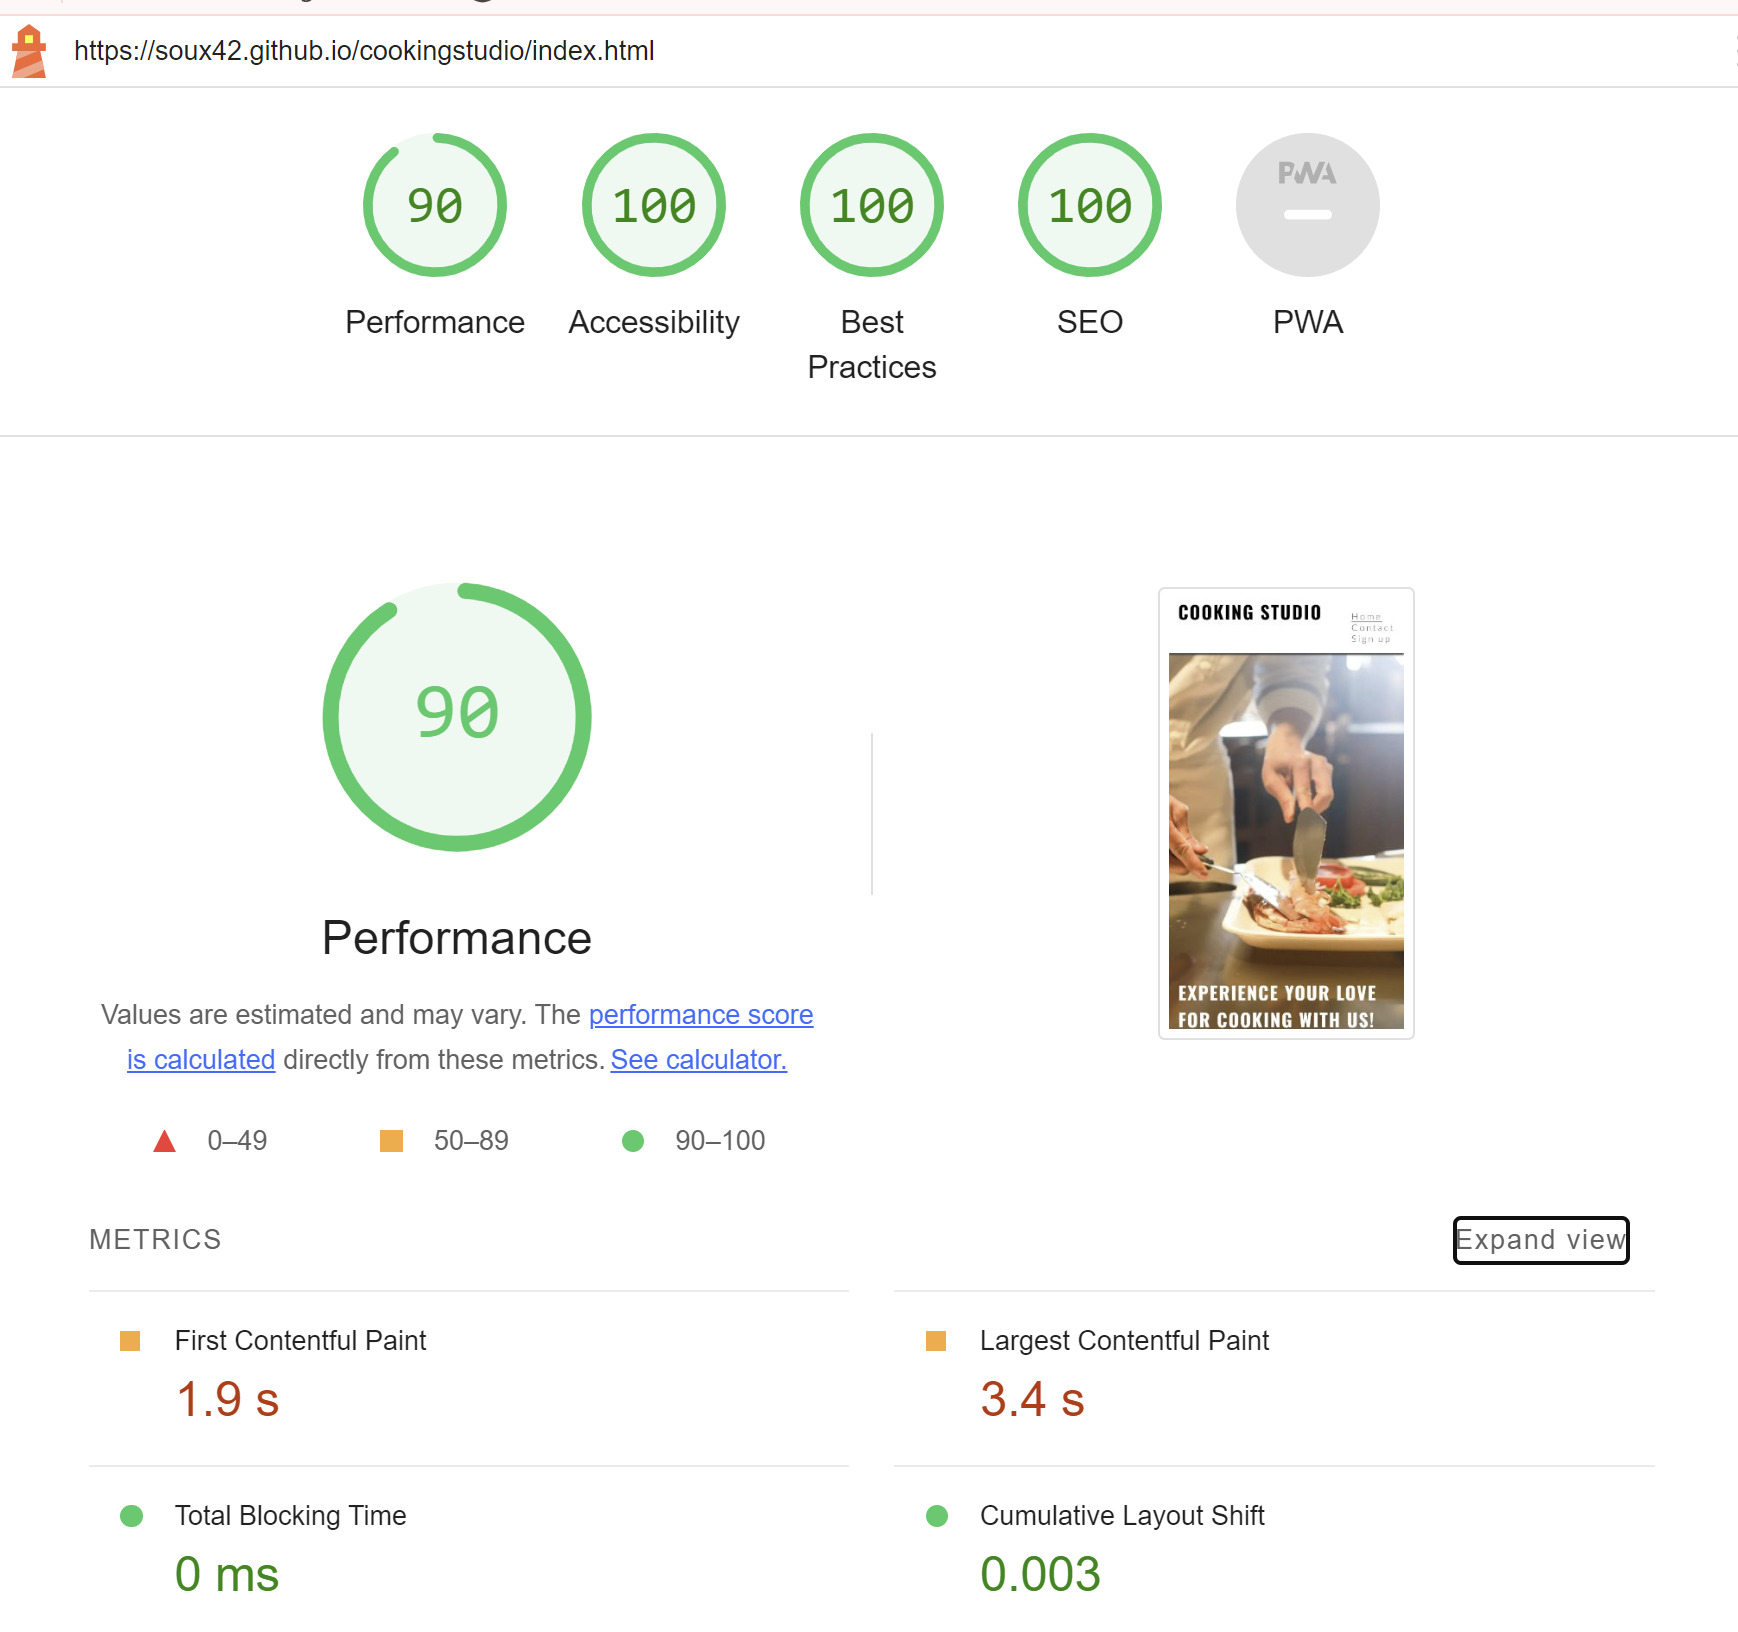 https://soux42.github.io/cookingstudio/index.html
90
100
100
100
PWA
Performance
Accessibility
Best
Practices
SEO
PWA
90
Performance
Values are estimated and may vary. The performance score
is calculated directly from these metrics. See calculator.
0–49
50–89
90–100
COOKING STUDIO
Home
Contact
Sign up
EXPERIENCE YOUR LOVE
FOR COOKING WITH US!
METRICS
Expand view
First Contentful Paint
1.9 s
Largest Contentful Paint
3.4 s
Total Blocking Time
0 ms
Cumulative Layout Shift
0.003